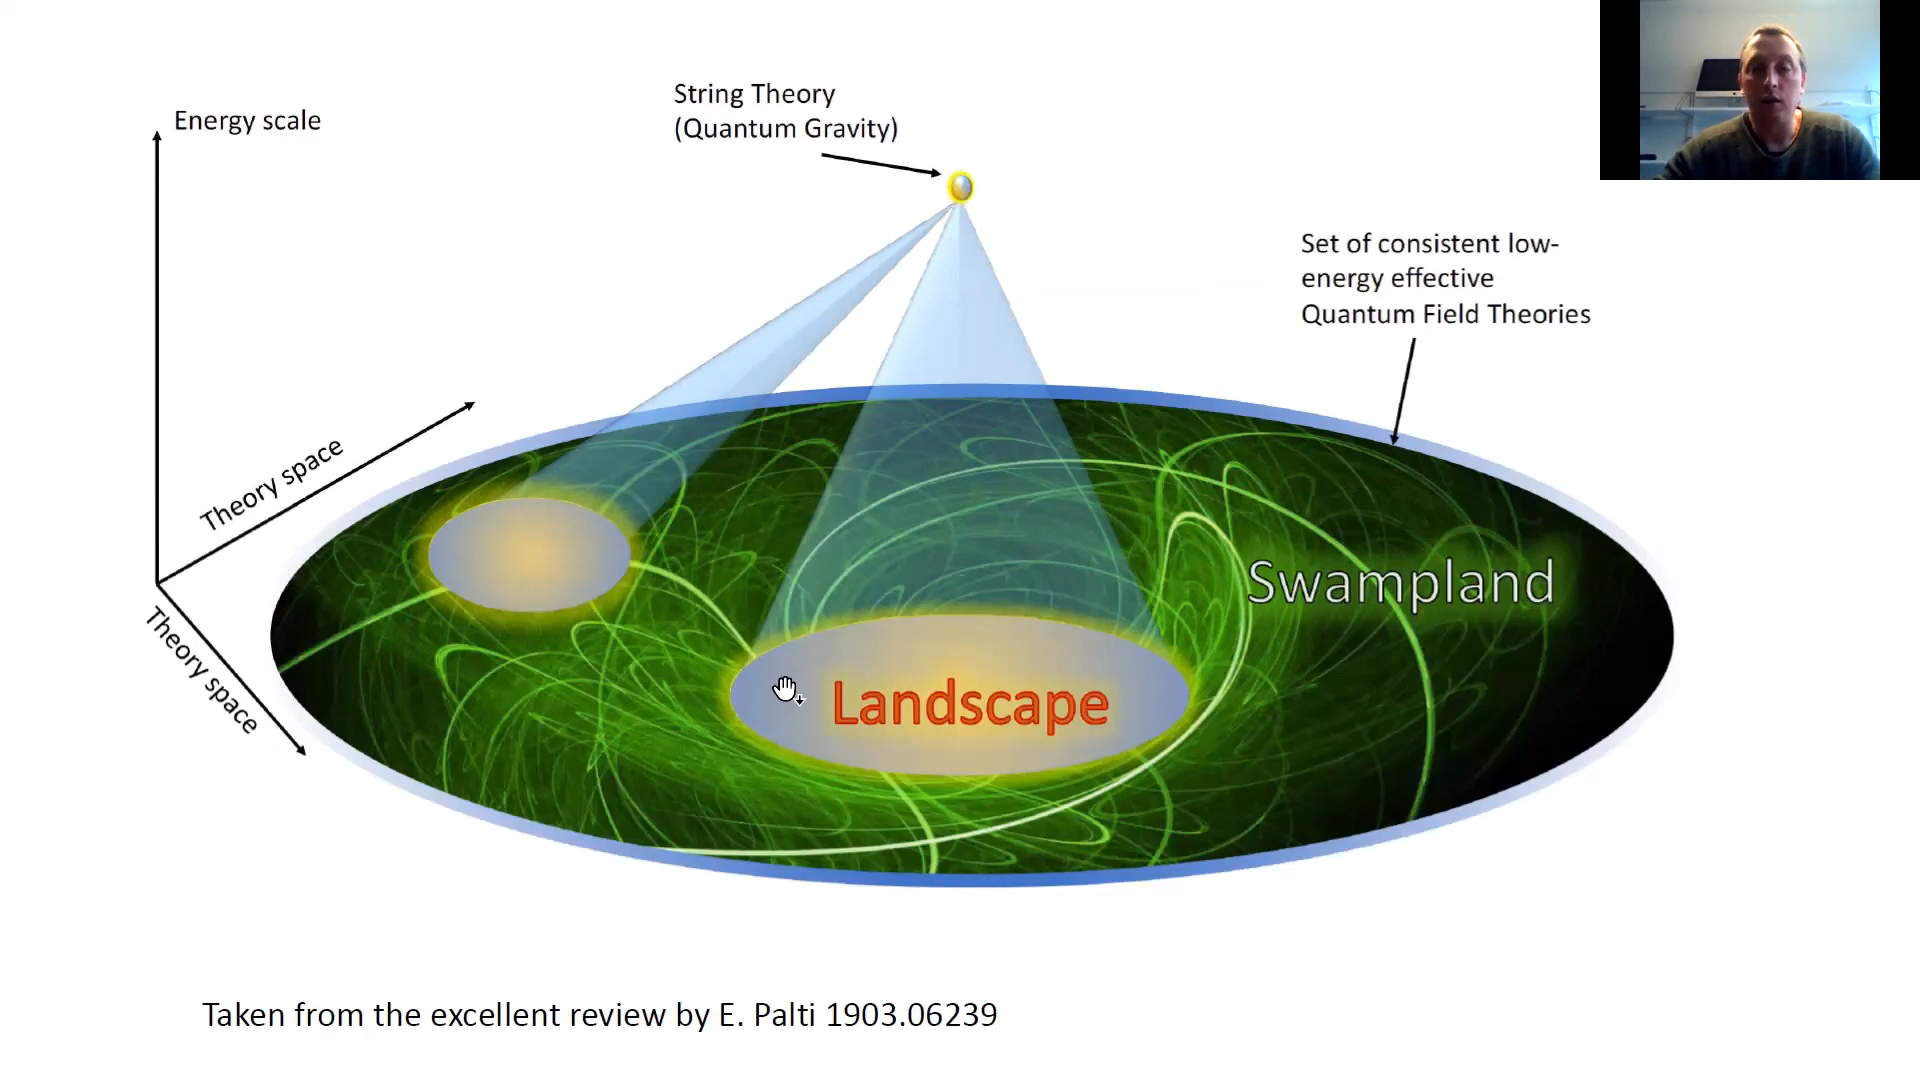 Energy scale
String Theory
(Quantum Gravity)
Set of consistent low-
energy effective
Quantum Field Theories
Theory space
Theory space
Swampland
Landscape
Taken from the excellent review by E. Palti 1903.06239